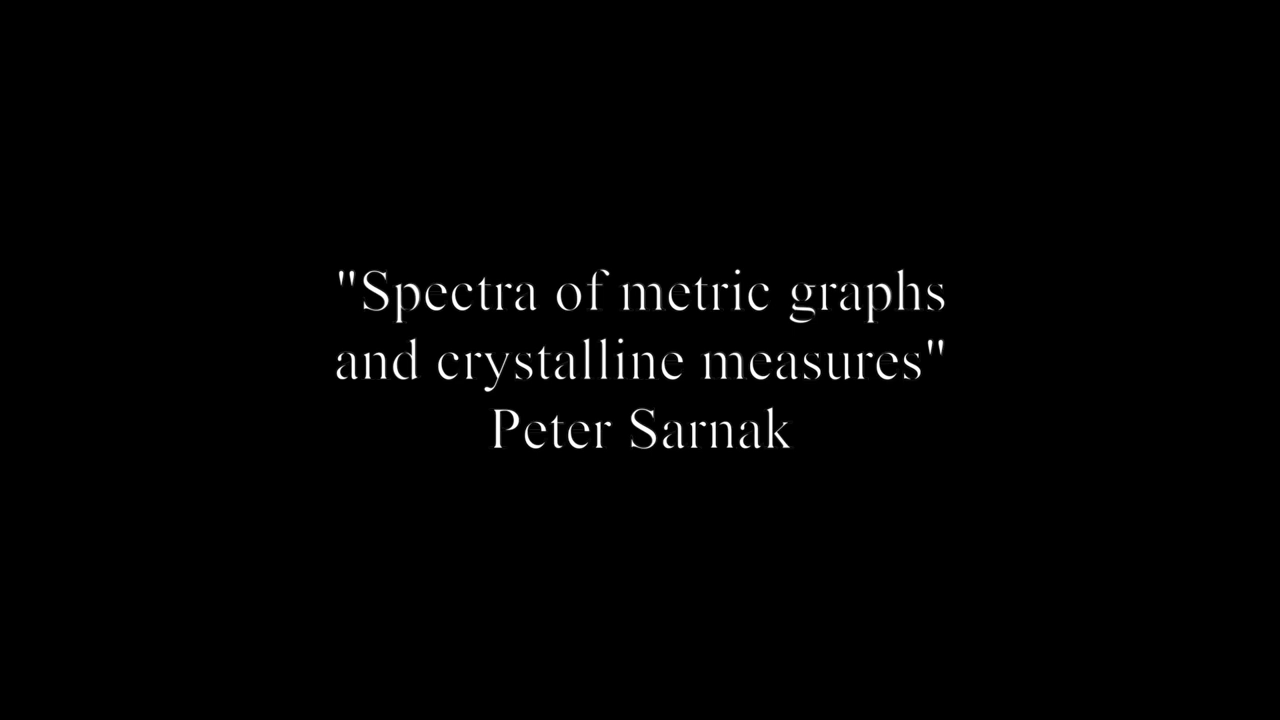 "Spectra of metric graphs
and crystalline measures"
Peter Sarnak